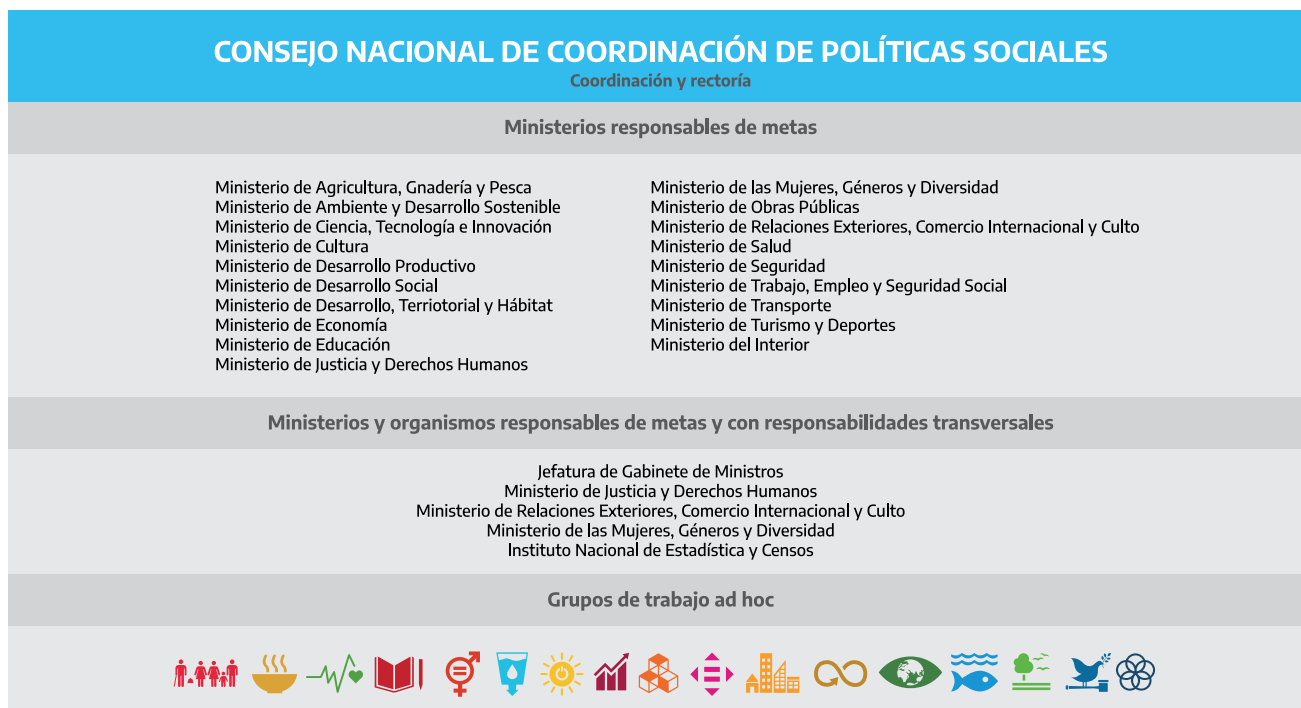 CONSEJO NACIONAL DE COORDINACIÓN DE POLÍTICAS SOCIALES
Coordinación y rectoría
Ministerios responsables de metas
Ministerio de Agricultura, Gnadería y Pesca
Ministerio de Ambiente y Desarrollo Sostenible
Ministerio de Ciencia, Tecnología e Innovación
Ministerio de Cultura
Ministerio de Desarrollo Productivo
Ministerio de Desarrollo Social
Ministerio de Desarrollo, Terriotorial y Hábitat
Ministerio de Economía
Ministerio de Educación
Ministerio de Justicia y Derechos Humanos
Ministerio de las Mujeres, Géneros y Diversidad
Ministerio de Obras Públicas
Ministerio de Relaciones Exteriores, Comercio Internacional y Culto
Ministerio de Salud
Ministerio de Seguridad
Ministerio de Trabajo, Empleo y Seguridad Social
Ministerio de Transporte
Ministerio de Turismo y Deportes
Ministerio del Interior
Ministerios y organismos responsables de metas y con responsabilidades transversales
Jefatura de Gabinete de Ministros
Ministerio de Justicia y Derechos Humanos
Ministerio de Relaciones Exteriores, Comercio Internacional y Culto
Ministerio de las Mujeres, Géneros y Diversidad
Instituto Nacional de Estadística y Censos
Grupos de trabajo ad hoc